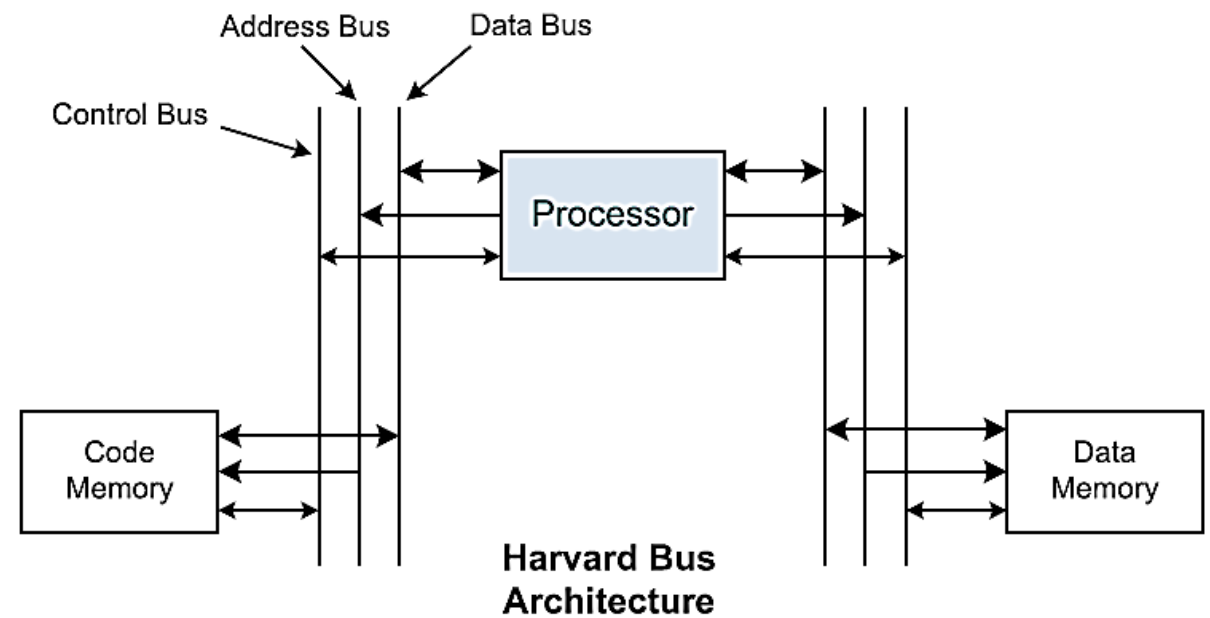 Address Bus
Data Bus
Control Bus
Processor
Code
Memory
Data
Memory
Harvard Bus
Architecture